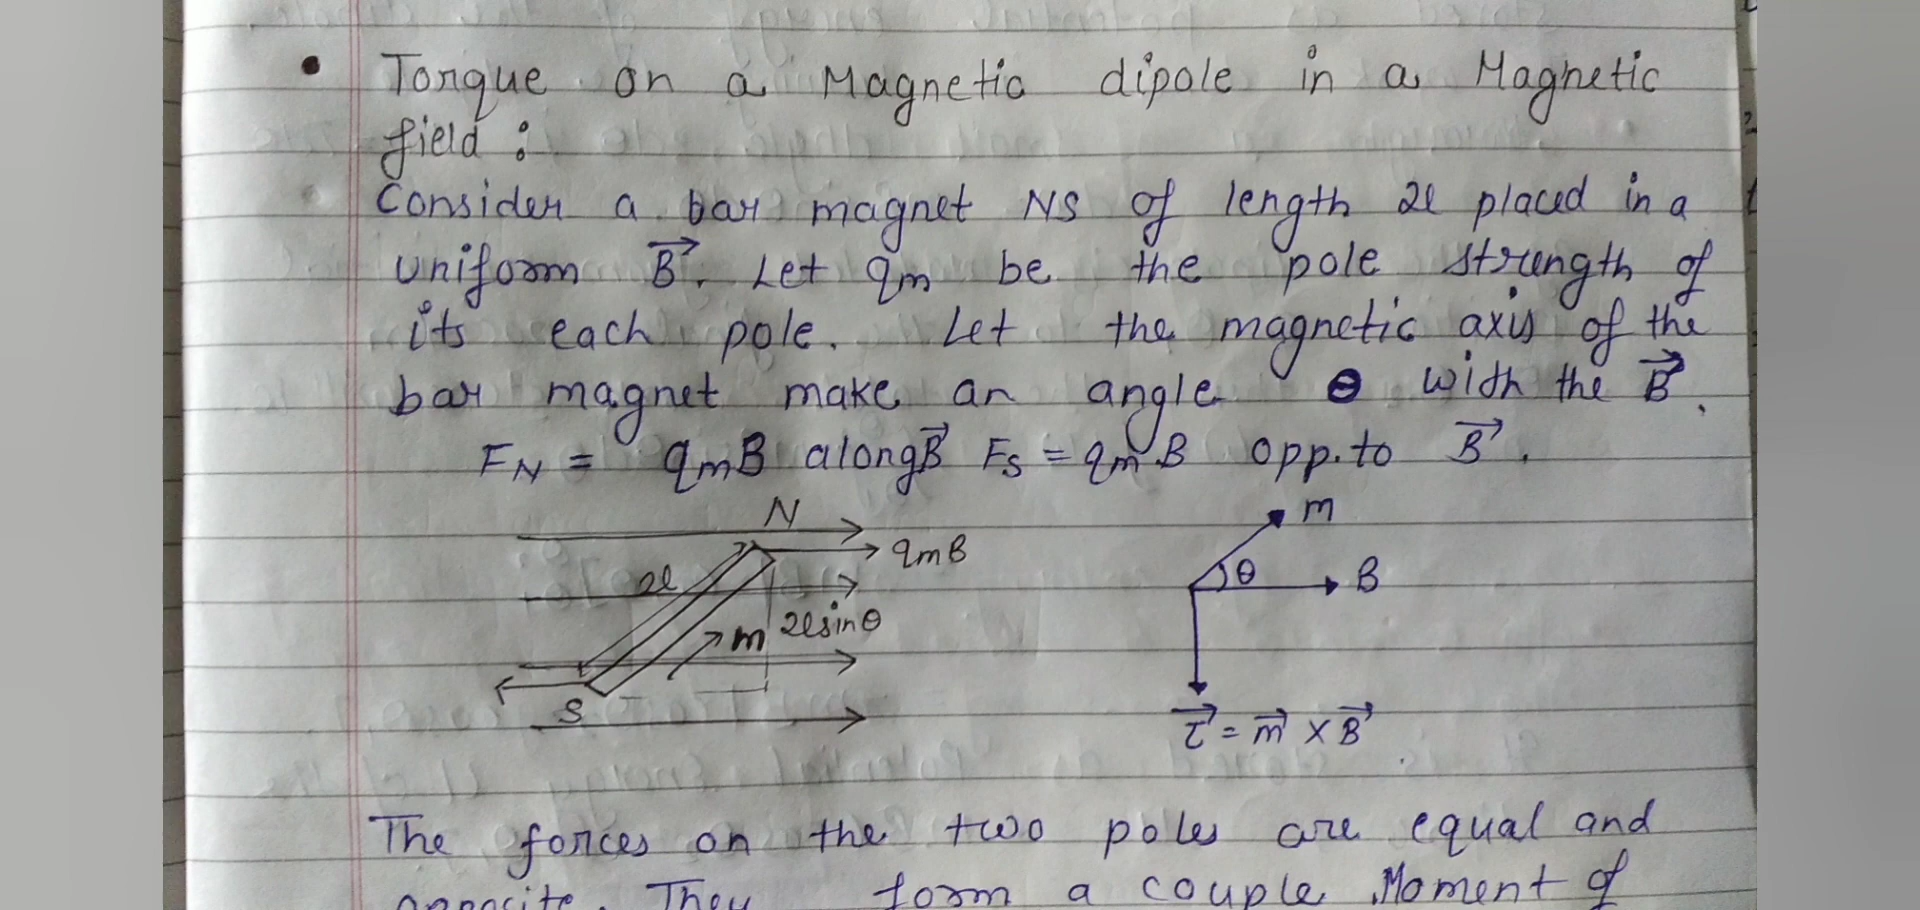 • Torque on a Magnetic dipole in a Magnetic
field :
Consider a bar magnet NS of length 2l placed in a
uniform B⃗. Let qm be the pole strength of
its each pole. Let the magnetic axis of the
bar magnet make an angle θ with the B⃗.
FN = qmB along B⃗ FS = qmB opp. to B⃗.
N
qmB
2l
m 2lsinθ
S
m
θ B
τ⃗ = m⃗ × B⃗
The forces on the two poles are equal and
opposite. They form a couple. Moment of